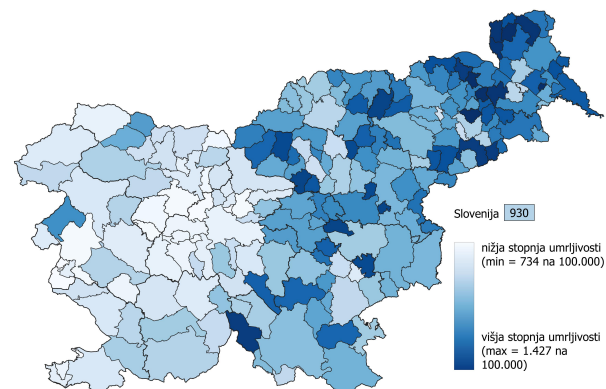 Slovenija 930
nižja stopnja umrljivosti
(min = 734 na 100.000)
višja stopnja umrljivosti
(max = 1.427 na
100.000)